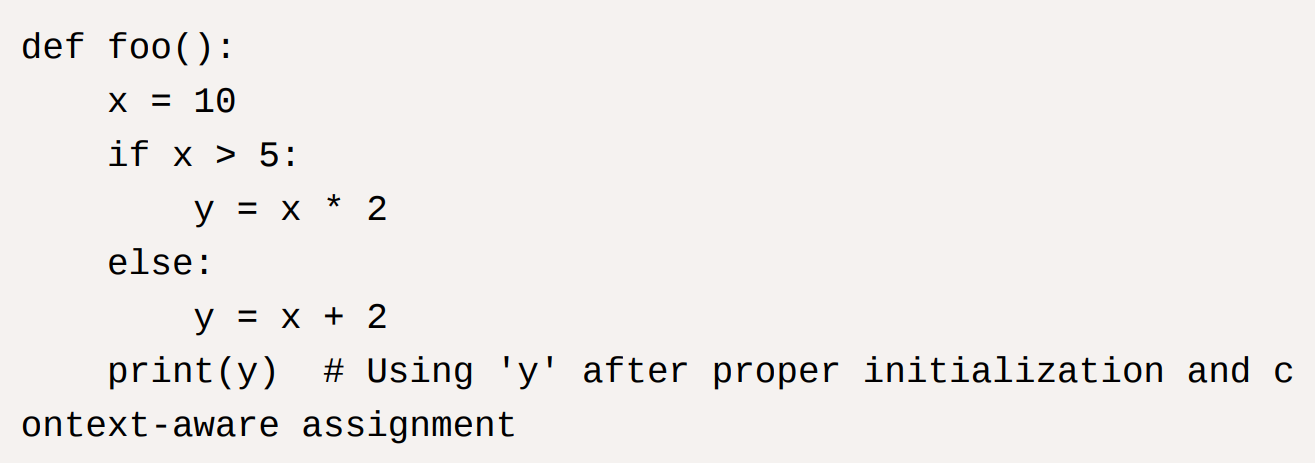 def foo():
    x = 10
    if x > 5:
        y = x * 2
    else:
        y = x + 2
    print(y)  # Using 'y' after proper initialization and c
ontext-aware assignment